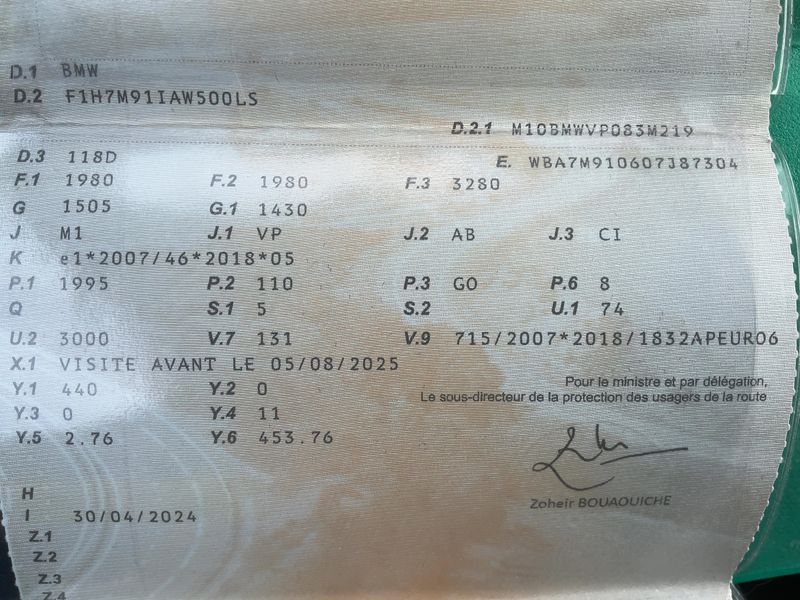 D.1 BMW
D.2 F1H7M91IAW500LS
D.2.1 M10BMWVP083M219
D.3 118D
E. WBA7M910607J87304
F.1 1980 F.2 1980 F.3 3280
G 1505 G.1 1430
J M1 J.1 VP J.2 AB J.3 CI
K e1*2007/46*2018*05
P.1 1995 P.2 110 P.3 GO P.6 8
Q S.1 5 S.2 U.1 74
U.2 3000 V.7 131 V.9 715/2007*2018/1832APEURO6
X.1 VISITE AVANT LE 05/08/2025
Y.1 440 Y.2 0
Pour le ministre et par délégation,
Le sous-directeur de la protection des usagers de la route
Y.3 0 Y.4 11
Y.5 2.76 Y.6 453.76
H
Zoheir BOUAOUICHE
I 30/04/2024
Z.1
Z.2
Z.3
Z.4